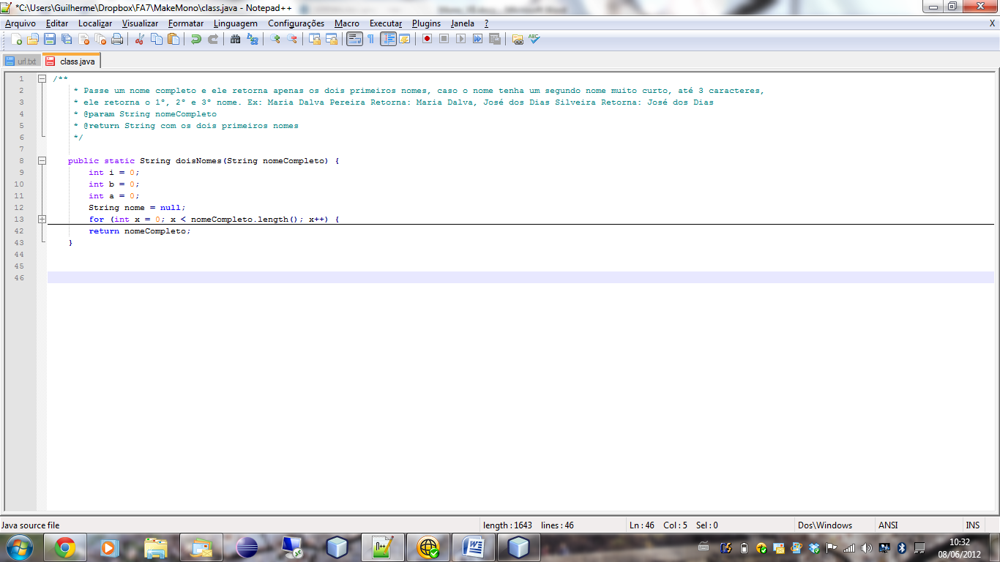 *C:\Users\Guilherme\Dropbox\FA7\MakeMono\class.java - Notepad++
Arquivo Editar Localizar Visualizar Formatar Linguagem Configurações Macro Executar Plugins Janela ? X
url.txt class.java
1 /**
2 * Passe um nome completo e ele retorna apenas os dois primeiros nomes, caso o nome tenha um segundo nome muito curto, até 3 caracteres,
3 * ele retorna o 1°, 2° e 3° nome. Ex: Maria Dalva Pereira Retorna: Maria Dalva, José dos Dias Silveira Retorna: José dos Dias
4 * @param String nomeCompleto
5 * @return String com os dois primeiros nomes
6 */
7
8 public static String doisNomes(String nomeCompleto) {
9 int i = 0;
10 int b = 0;
11 int a = 0;
12 String nome = null;
13 for (int x = 0; x < nomeCompleto.length(); x++) {
42 return nomeCompleto;
43 }
44
45
46
Java source file length : 1643 lines : 46 Ln : 46 Col : 5 Sel : 0 Dos\Windows ANSI INS
10:32
08/06/2012